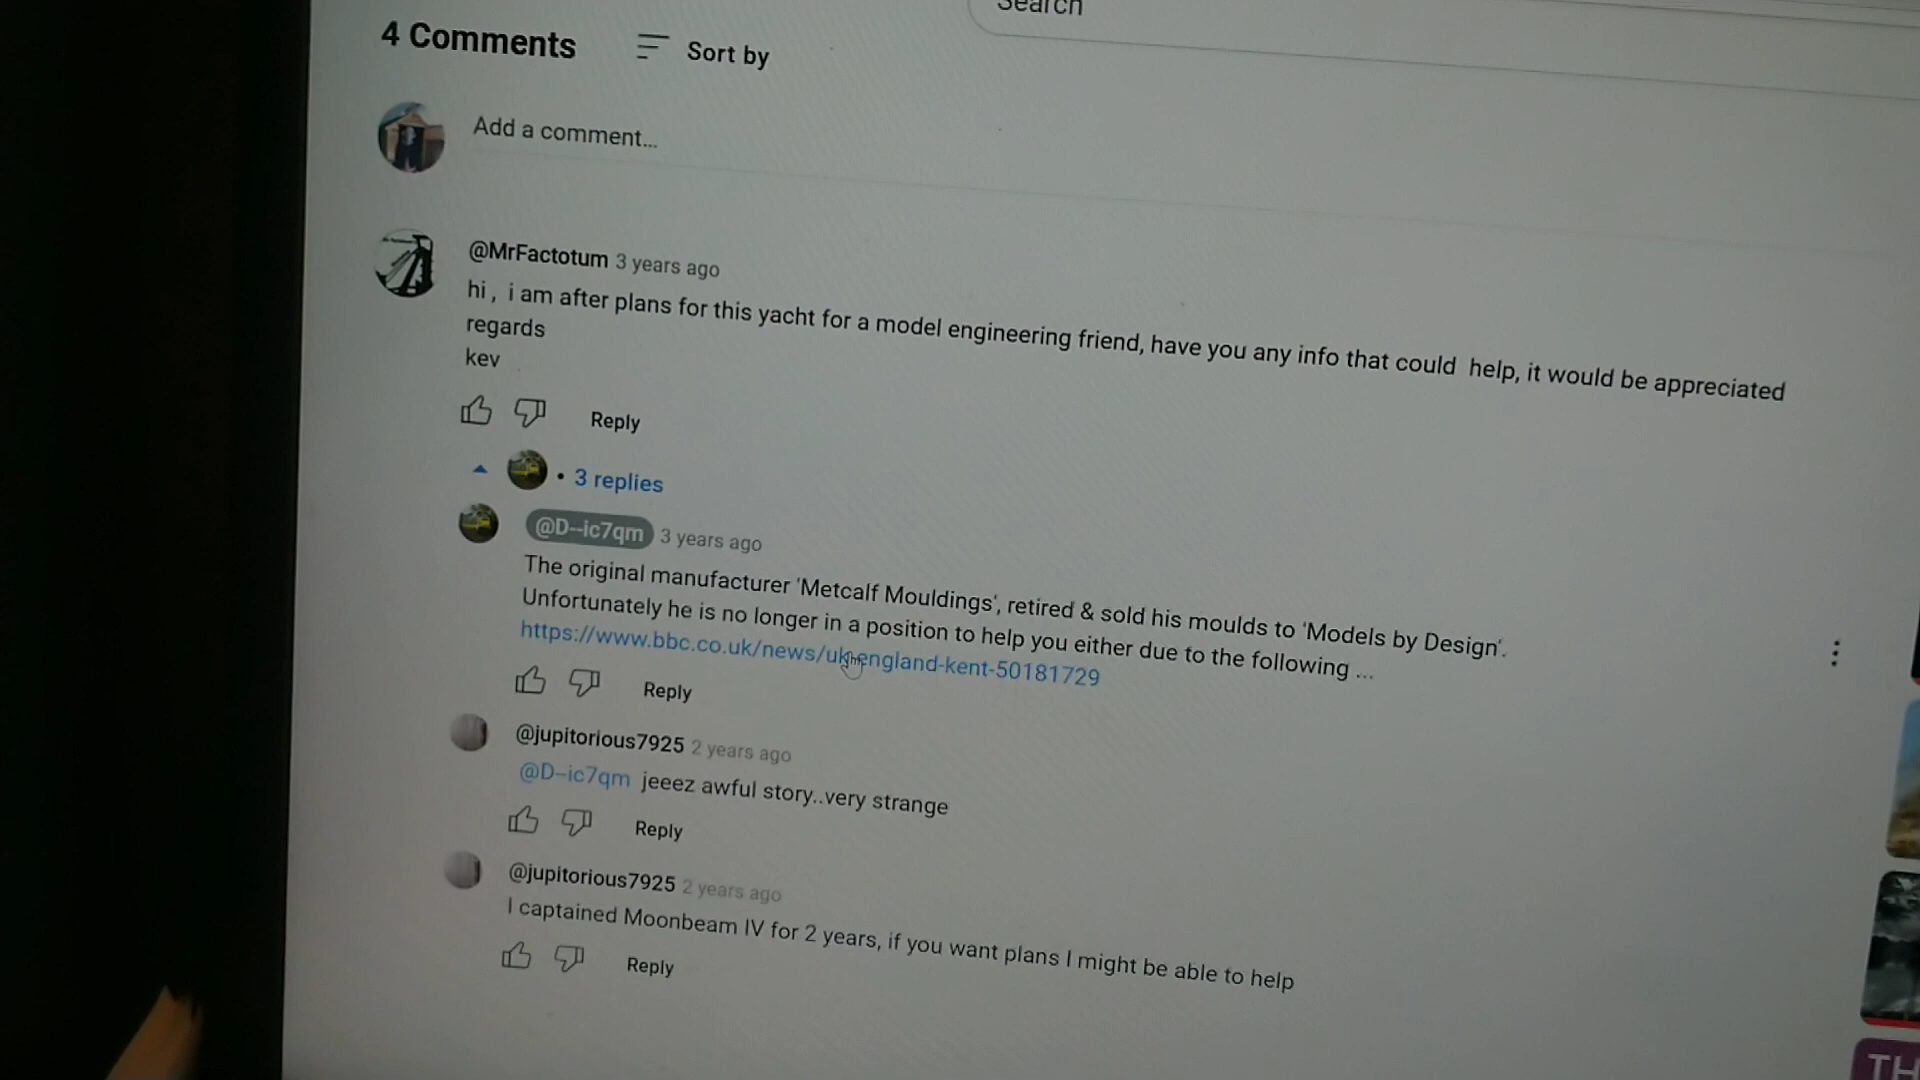 Search
4 Comments
Sort by
Add a comment...
@MrFactotum 3 years ago
hi, i am after plans for this yacht for a model engineering friend, have you any info that could help, it would be appreciated
regards
kev
Reply
• 3 replies
@D--ic7qm 3 years ago
The original manufacturer 'Metcalf Mouldings', retired & sold his moulds to 'Models by Design'.
Unfortunately he is no longer in a position to help you either due to the following ...
https://www.bbc.co.uk/news/uk-england-kent-50181729
Reply
@jupitorious7925 2 years ago
@D--ic7qm jeeez awful story..very strange
Reply
@jupitorious7925 2 years ago
I captained Moonbeam IV for 2 years, if you want plans I might be able to help
Reply
TH